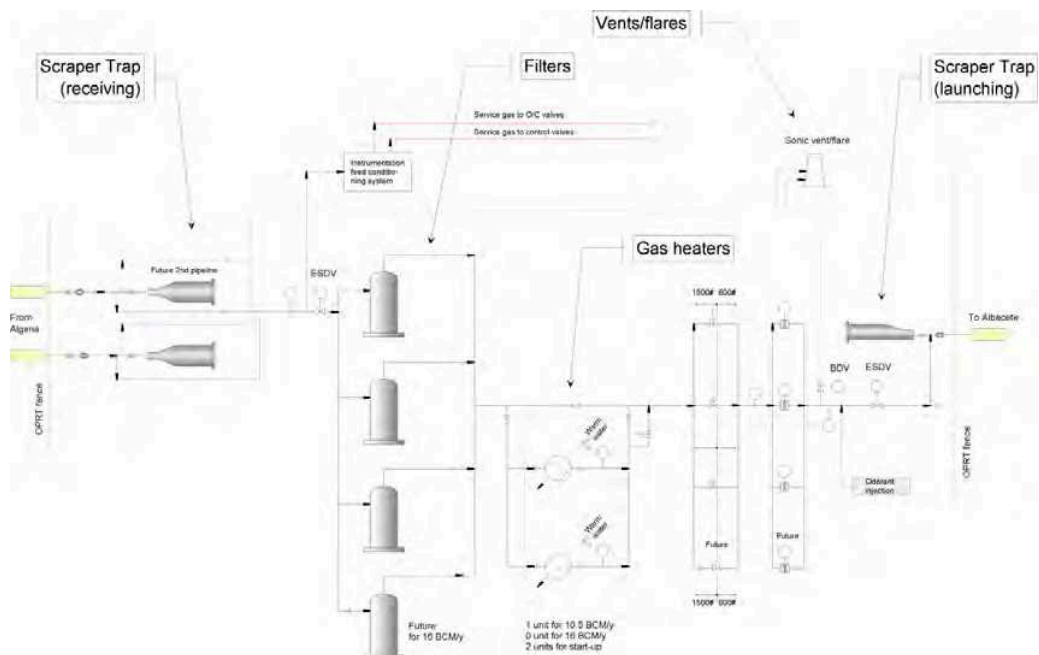 Vents/flares
Scraper Trap
(receiving)
Filters
Scraper Trap
(launching)
Service gas to O/C valves
Service gas to control valves
Sonic vent/flare
Instrumentation
feed conditio-
ning system
Gas heaters
Future 2nd pipeline
ESDV
1500#
600#
From
Algeria
To Albacete
BDV
ESDV
OPRT fence
Warm
water
OPRT fence
Odorant
injection
Warm
water
Future
Future
1500#
600#
Future
for 16 BCM/y
1 unit for 10.5 BCM/y
0 unit for 16 BCM/y
2 units for start-up